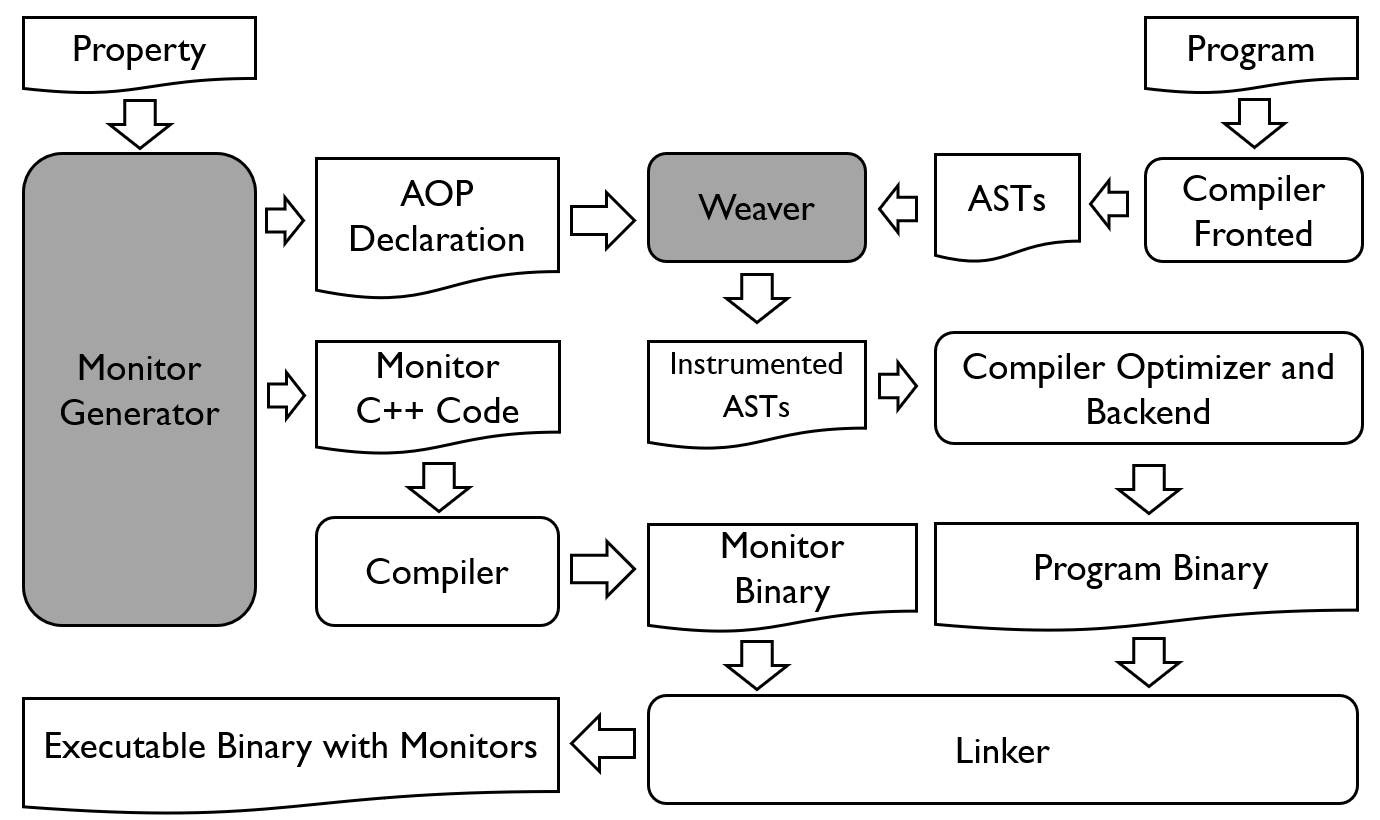 Property
Program
AOP
Declaration
Weaver
ASTs
Compiler
Fronted
Monitor
Generator
Monitor
C++ Code
Instrumented
ASTs
Compiler Optimizer and
Backend
Compiler
Monitor
Binary
Program Binary
Executable Binary with Monitors
Linker